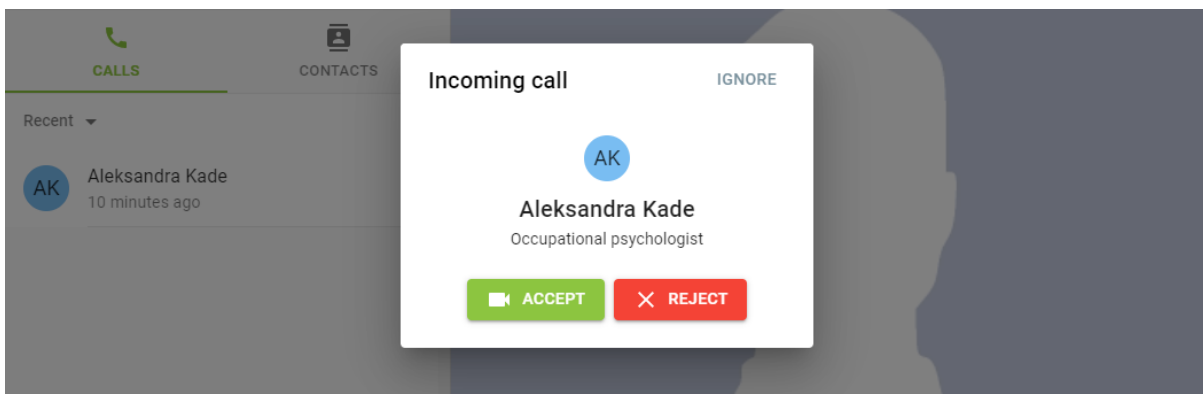 CALLS
CONTACTS
Recent
AK
Aleksandra Kade
10 minutes ago
Incoming call
IGNORE
AK
Aleksandra Kade
Occupational psychologist
ACCEPT
REJECT